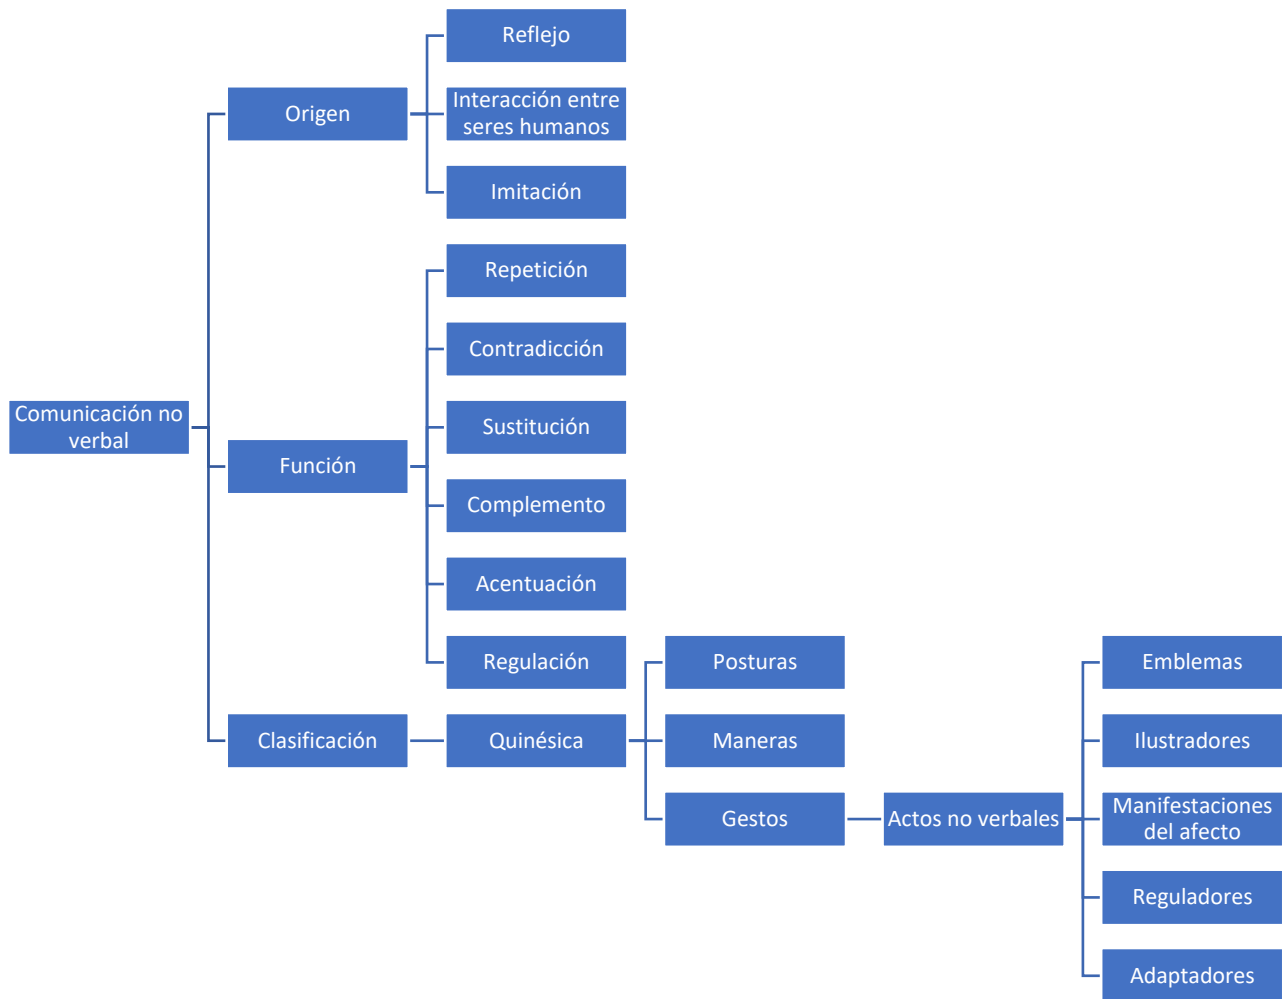 Reflejo
Origen
Interacción entre
seres humanos
Imitación
Repetición
Contradicción
Comunicación no
verbal
Sustitución
Función
Complemento
Acentuación
Regulación
Posturas
Emblemas
Clasificación
Quinésica
Maneras
Ilustradores
Gestos
Actos no verbales
Manifestaciones
del afecto
Reguladores
Adaptadores